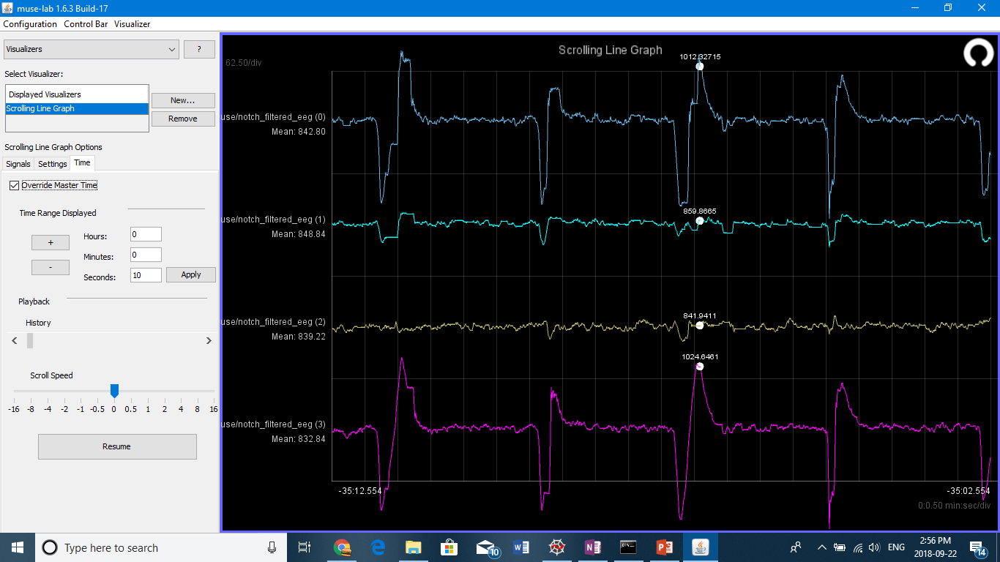 muse-lab 1.6.3 Build-17
Configuration Control Bar Visualizer
Visualizers
?
Select Visualizer:
Displayed Visualizers
Scrolling Line Graph
New...
Remove
Scrolling Line Graph Options
Signals Settings Time
Override Master Time
Time Range Displayed
+
-
Hours: 0
Minutes: 0
Seconds: 10
Apply
Playback
History
< >
Scroll Speed
-16 -8 -4 -2 -1 -0.5 0 0.5 1 2 4 8 16
Resume
Scrolling Line Graph
62.50/div
1012.32715
use/notch_filtered_eeg (0)
Mean: 842.80
859.8665
use/notch_filtered_eeg (1)
Mean: 848.84
841.9411
use/notch_filtered_eeg (2)
Mean: 839.22
1024.6461
use/notch_filtered_eeg (3)
Mean: 832.84
-35:12.554
-35:02.554
0:0.50 min:sec/div
Type here to search
10
ENG
2:56 PM
2018-09-22
14